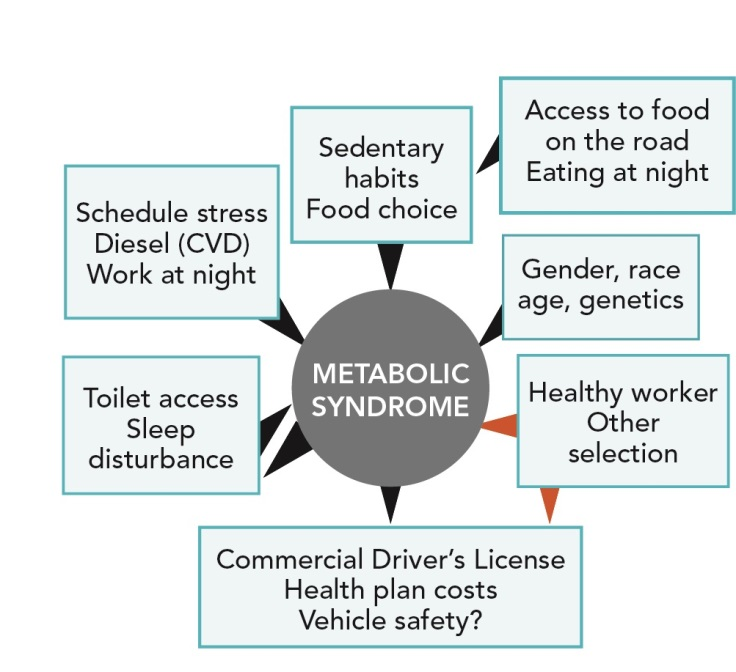 Access to food
on the road
Eating at night
Sedentary
habits
Food choice
Schedule stress
Diesel (CVD)
Work at night
Gender, race
age, genetics
METABOLIC
SYNDROME
Toilet access
Sleep
disturbance
Healthy worker
Other
selection
Commercial Driver’s License
Health plan costs
Vehicle safety?